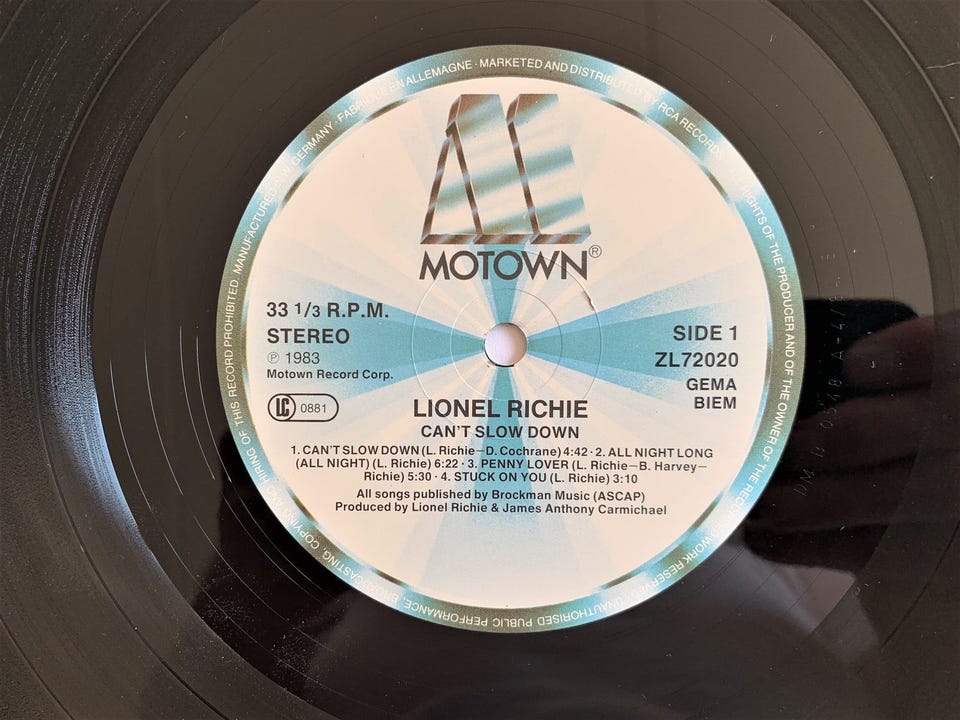 MANUFACTURED IN GERMANY · FABRIQUÉ EN ALLEMAGNE · MARKETED AND DISTRIBUTED BY RCA RECORDS RIGHTS OF THE PRODUCER AND OF THE OWNER OF THE RECORDED WORK RESERVED UNAUTHORISED PUBLIC PERFORMANCE, BROADCASTING, COPYING HIRING OF THIS RECORD PROHIBITED.
MOTOWN®
33 1/3 R.P.M.
STEREO
Ⓟ 1983
Motown Record Corp.
LC 0881
SIDE 1
ZL72020
GEMA
BIEM
LIONEL RICHIE
CAN'T SLOW DOWN
1. CAN'T SLOW DOWN (L. Richie—D. Cochrane) 4:42 · 2. ALL NIGHT LONG
(ALL NIGHT) (L. Richie) 6:22 · 3. PENNY LOVER (L. Richie—B. Harvey—
Richie) 5:30 · 4. STUCK ON YOU (L. Richie) 3:10
All songs published by Brockman Music (ASCAP)
Produced by Lionel Richie & James Anthony Carmichael